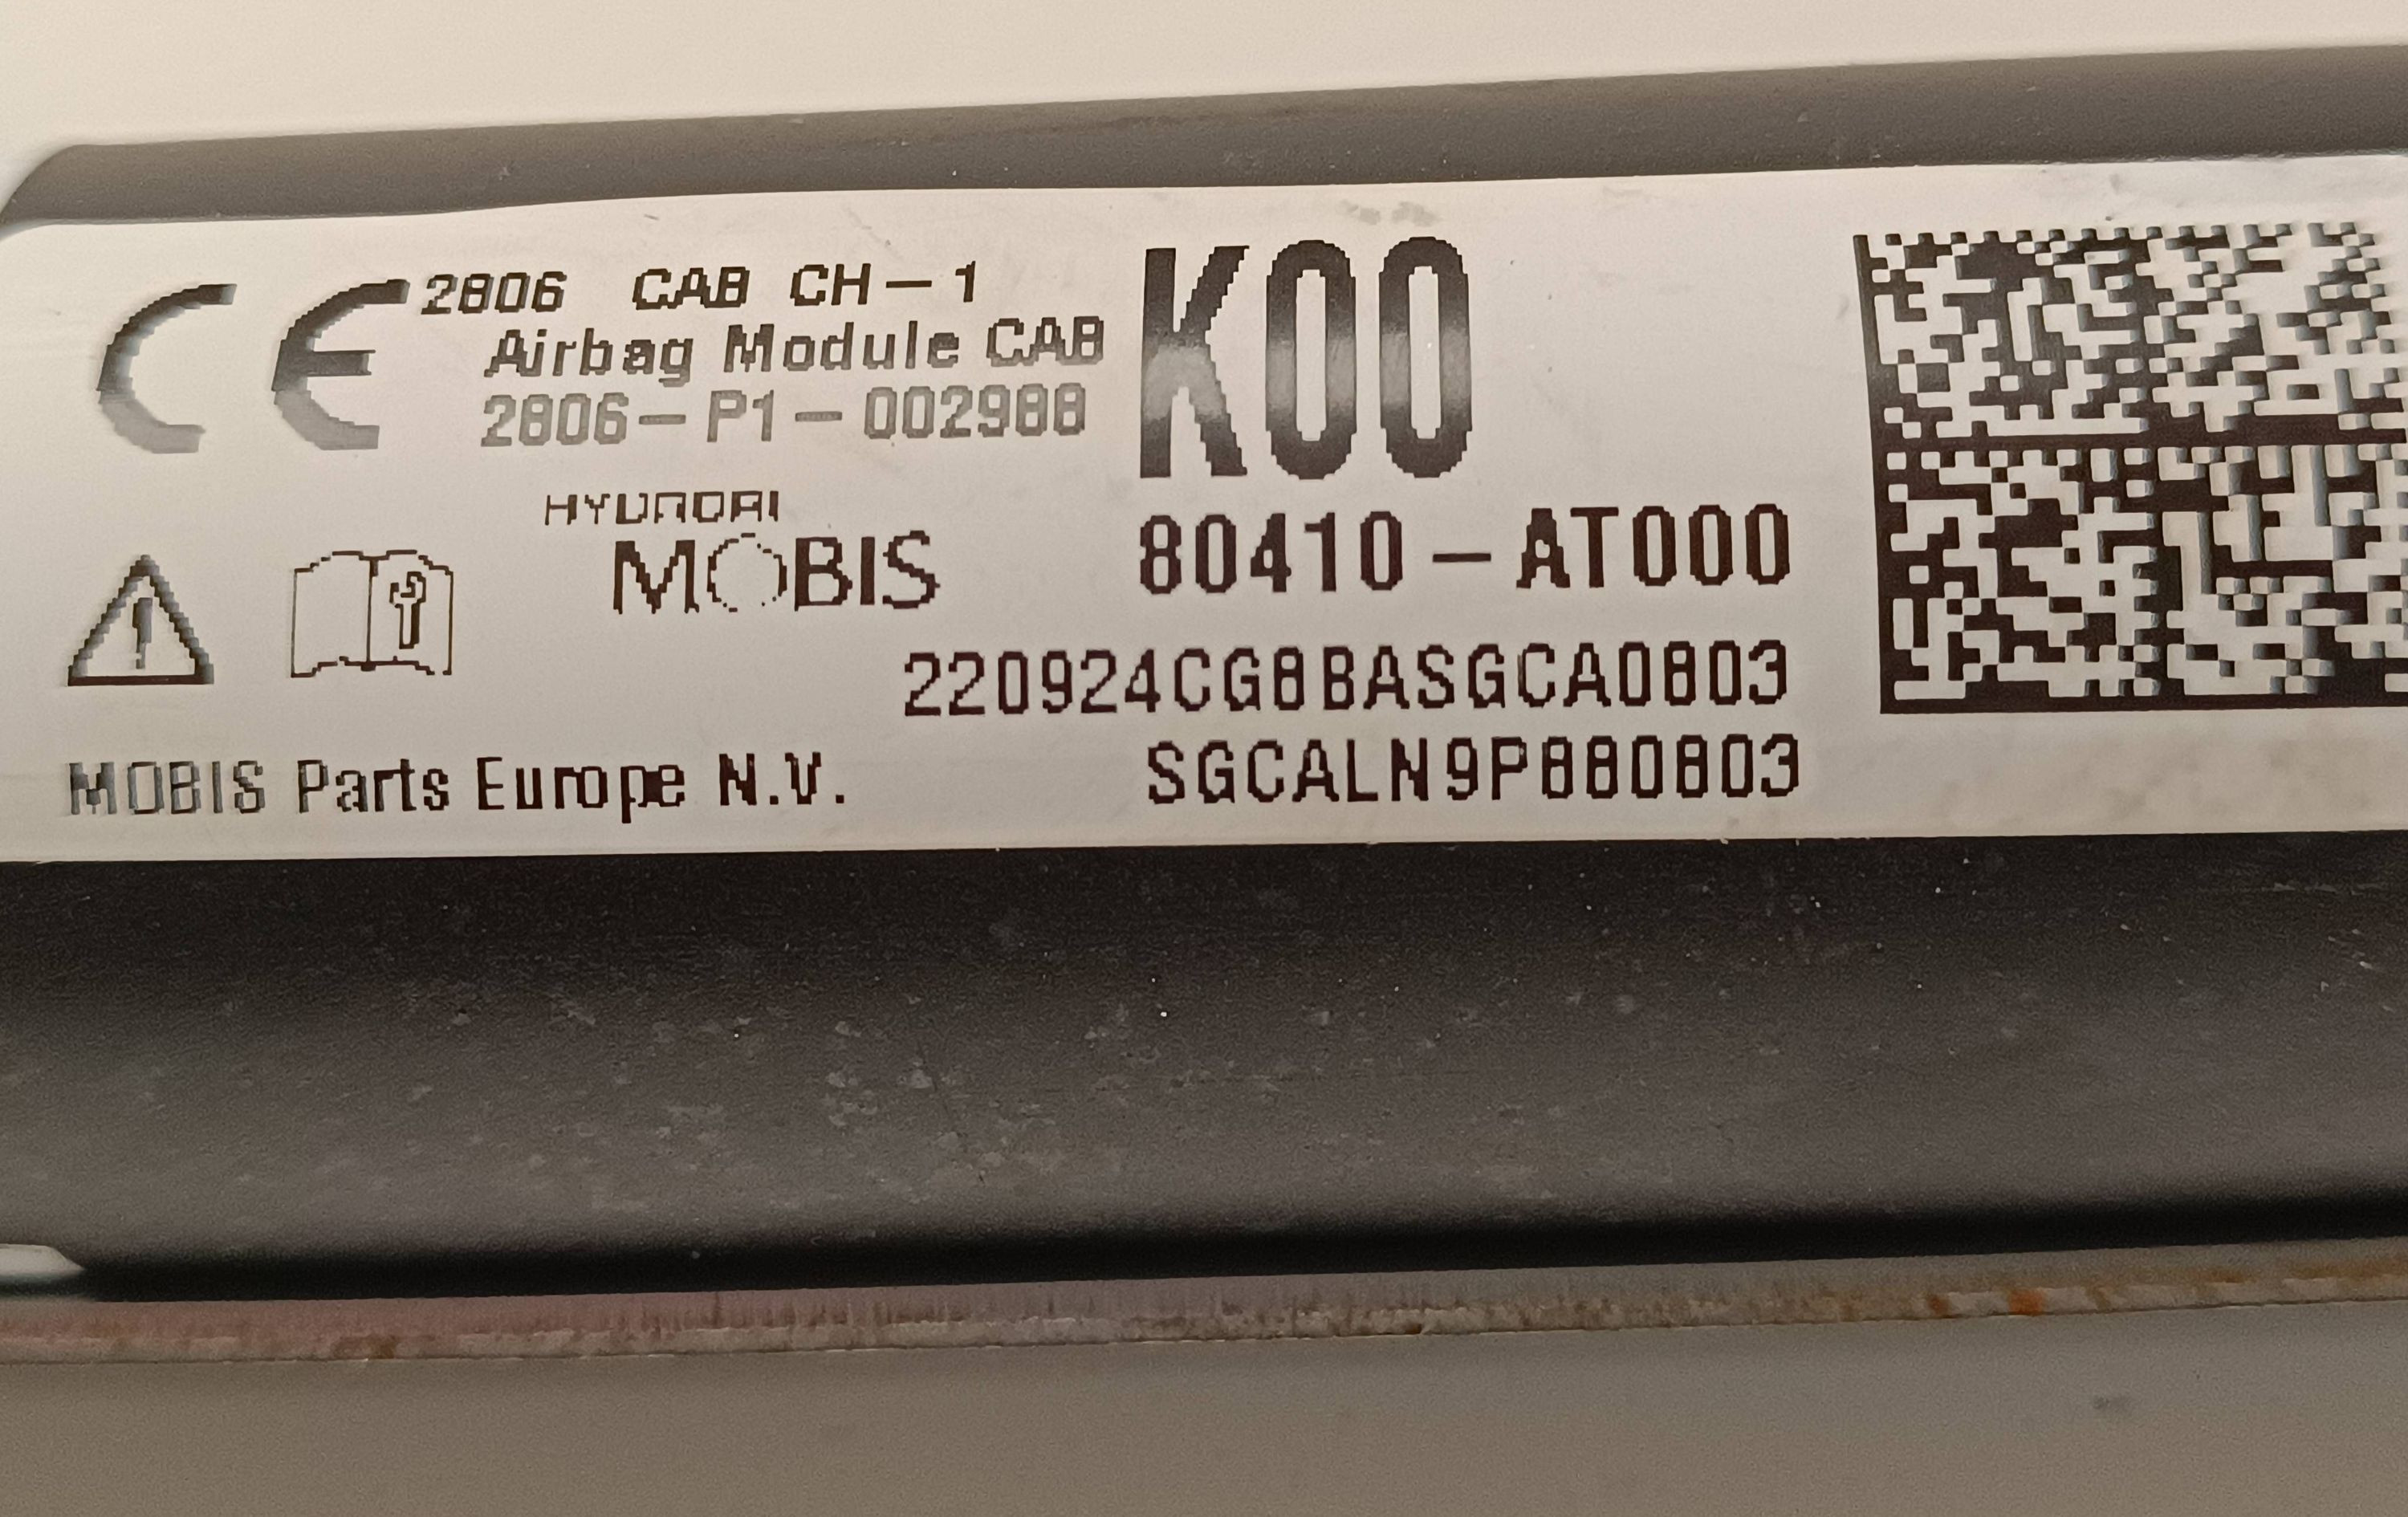 CE 2806 CAB CH-1
Airbag Module CAB
2806-P1-002988
K00
HYUNDAI
MOBIS
80410-AT000
220924CG8BASGCA0803
MOBIS Parts Europe N.V.
SGCALN9P880803